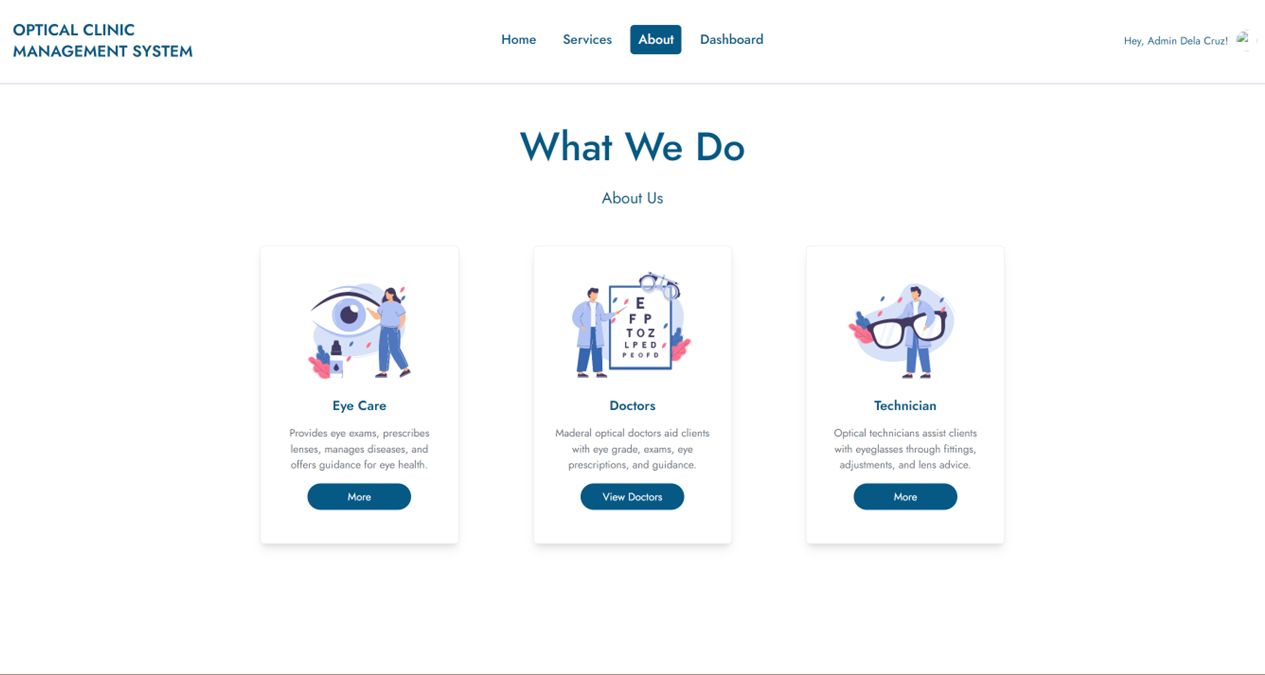 OPTICAL CLINIC
MANAGEMENT SYSTEM
Home Services About Dashboard
Hey, Admin Dela Cruz!
What We Do
About Us
Eye Care
Provides eye exams, prescribes
lenses, manages diseases, and
offers guidance for eye health.
More
E
F P
T O Z
L P E D
P E O F D
Doctors
Maderal optical doctors aid clients
with eye grade, exams, eye
prescriptions, and guidance.
View Doctors
Technician
Optical technicians assist clients
with eyeglasses through fittings,
adjustments, and lens advice.
More